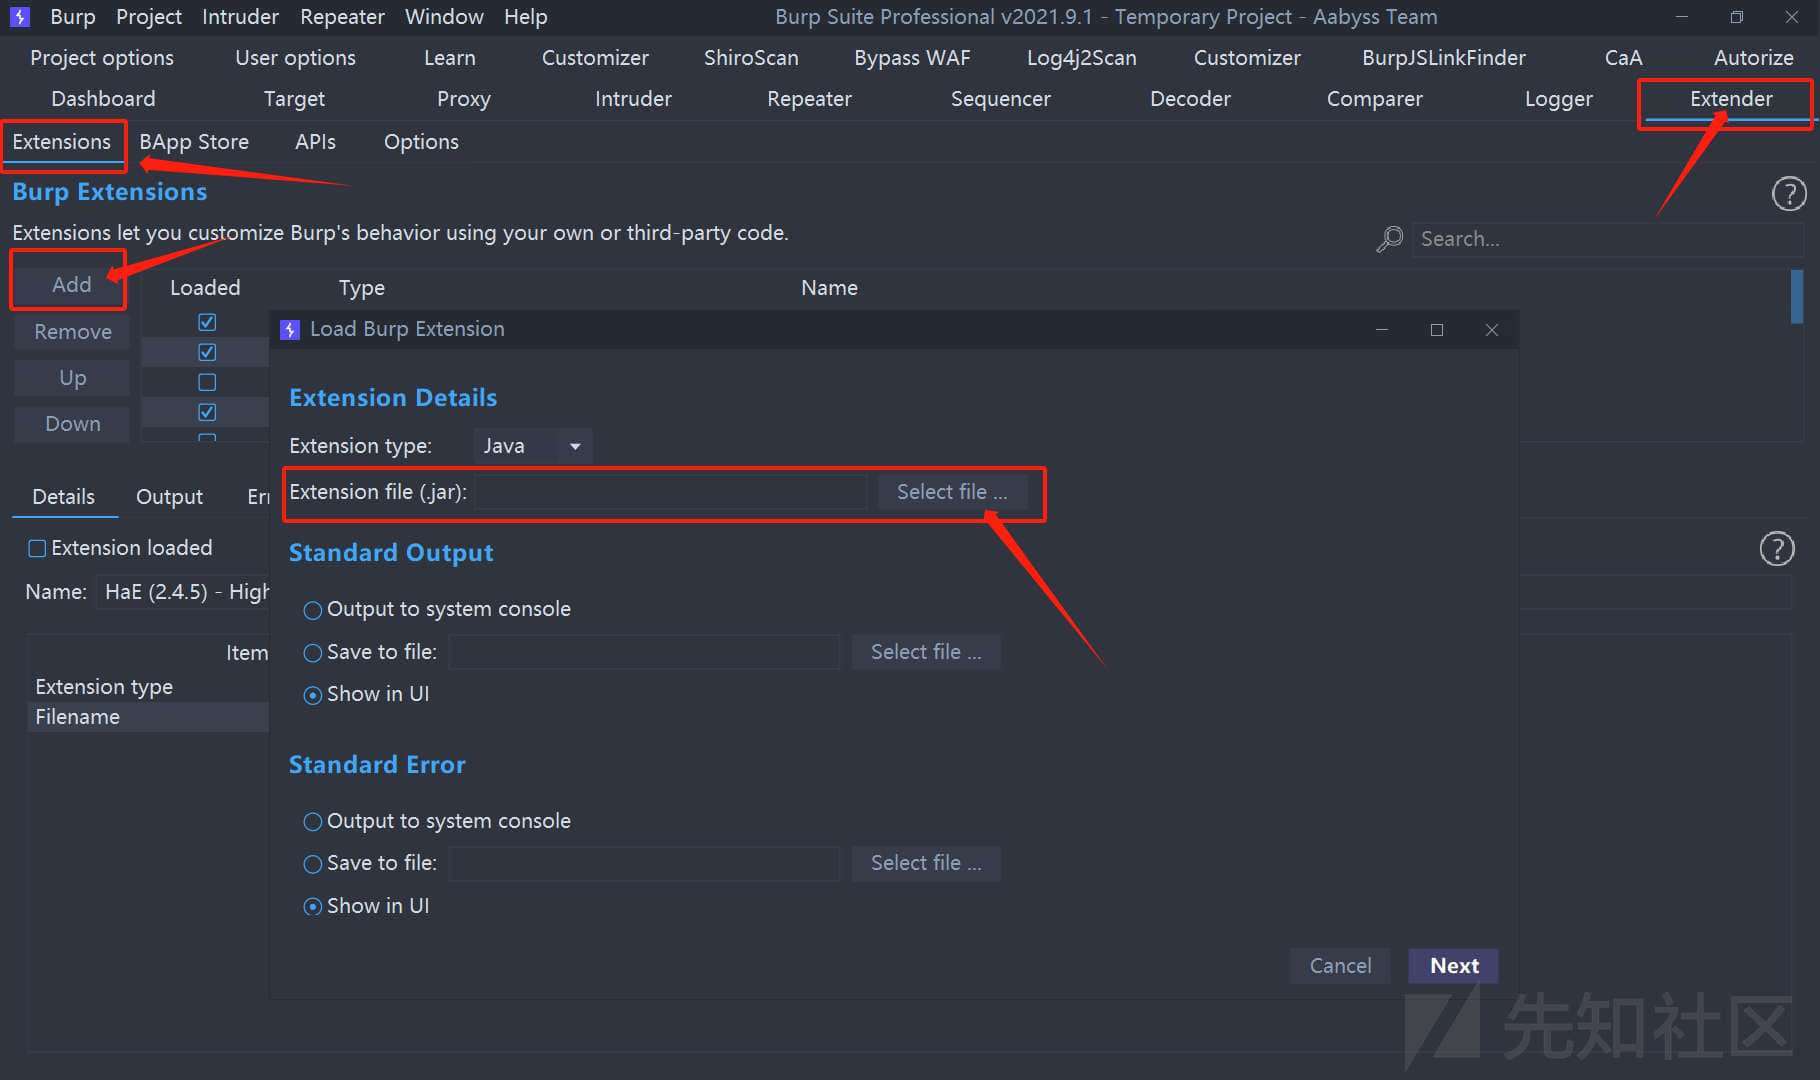 Burp Project Intruder Repeater Window Help Burp Suite Professional v2021.9.1 - Temporary Project - Aabyss Team
Project options User options Learn Customizer ShiroScan Bypass WAF Log4j2Scan Customizer BurpJSLinkFinder CaA Autorize
Dashboard Target Proxy Intruder Repeater Sequencer Decoder Comparer Logger Extender
Extensions BApp Store APIs Options
Burp Extensions
Extensions let you customize Burp's behavior using your own or third-party code.
Search...
Add
Remove
Up
Down
Loaded Type Name
Load Burp Extension
Extension Details
Extension type: Java
Extension file (.jar): Select file ...
Standard Output
Output to system console
Save to file: Select file ...
Show in UI
Standard Error
Output to system console
Save to file: Select file ...
Show in UI
Cancel Next
Details Output Err
Extension loaded
Name: HaE (2.4.5) - High
Item
Extension type
Filename
先知社区